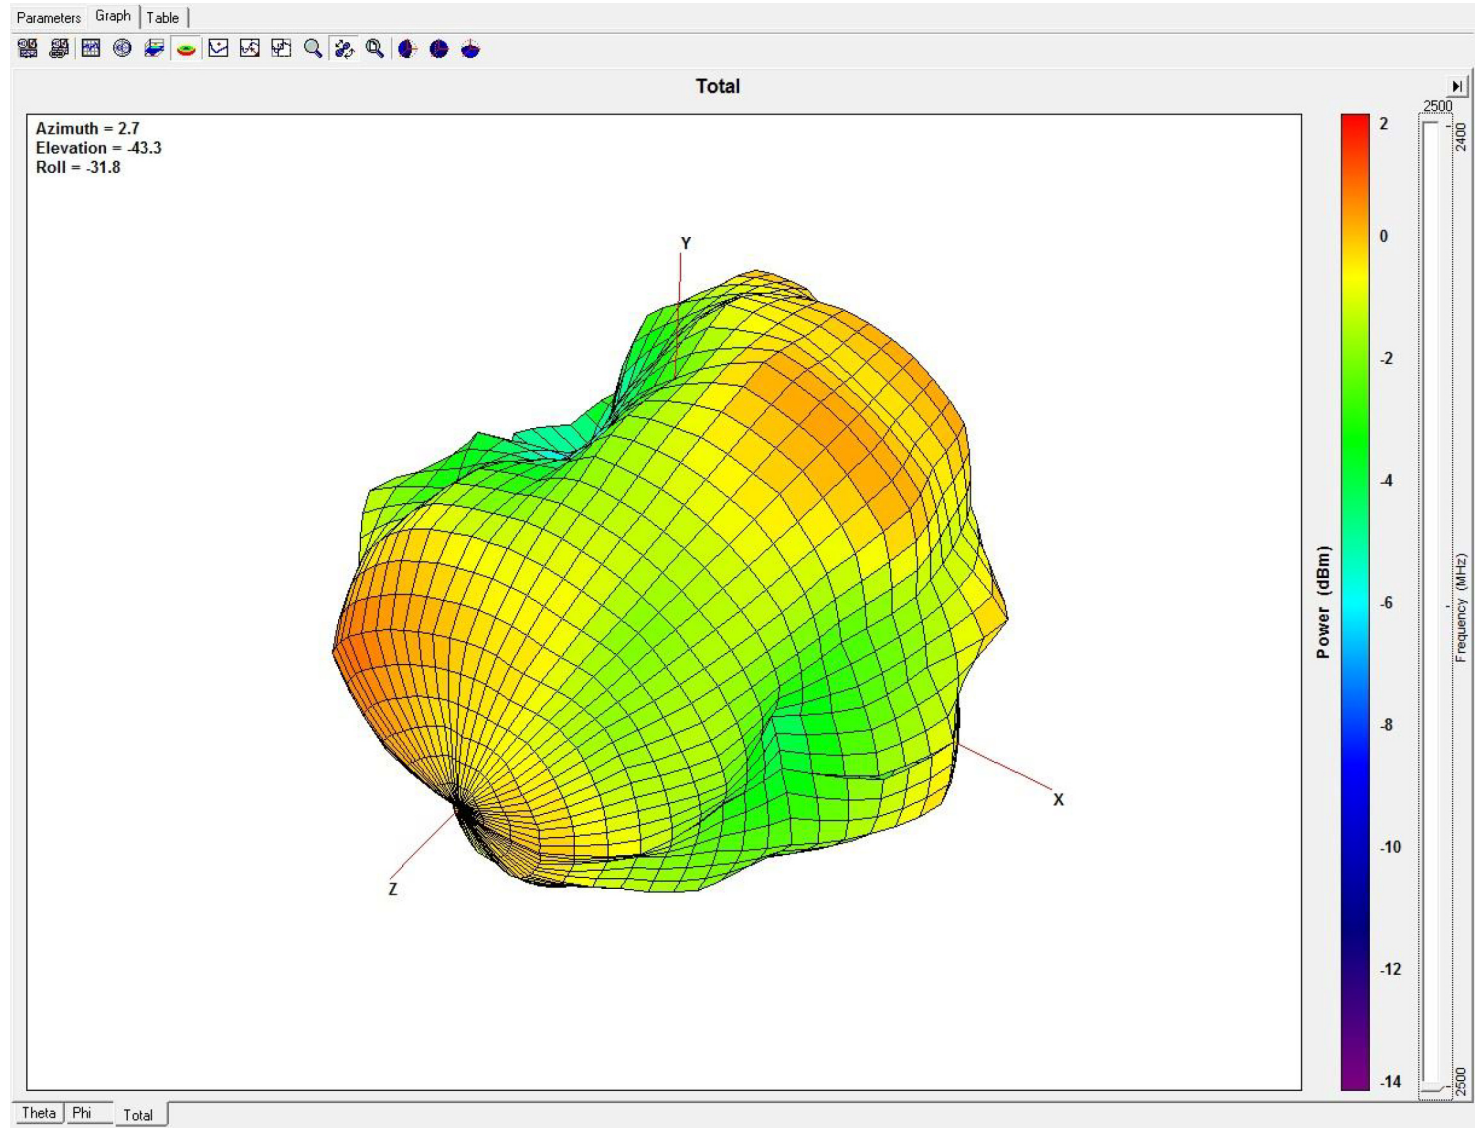 Parameters Graph Table
Total
Azimuth = 2.7
Elevation = -43.3
Roll = -31.8
Y
X
Z
2
0
-2
-4
-6
-8
-10
-12
-14
Power (dBm)
2500
2400
Frequency (MHz)
2500
Theta Phi Total